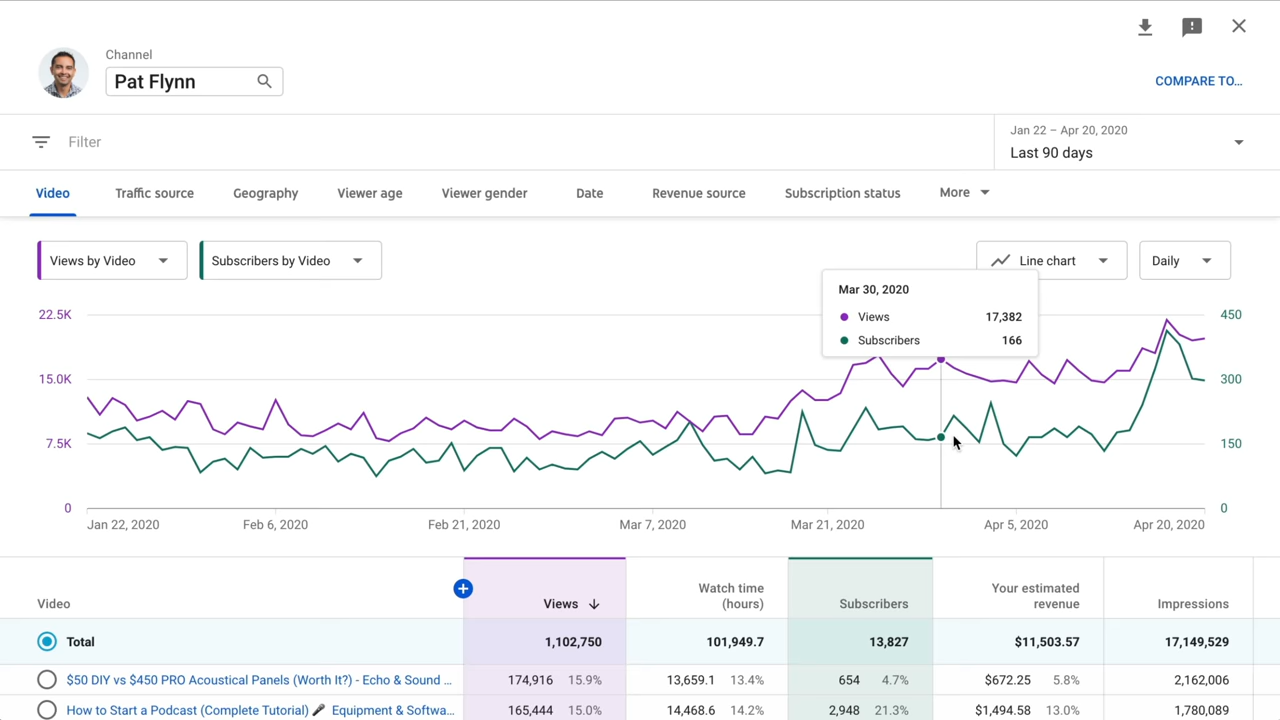 Channel
Pat Flynn
COMPARE TO...
Filter
Jan 22 – Apr 20, 2020
Last 90 days
Video Traffic source Geography Viewer age Viewer gender Date Revenue source Subscription status More
Views by Video Subscribers by Video Line chart Daily
Mar 30, 2020
Views 17,382
Subscribers 166
22.5K 450
15.0K 300
7.5K 150
0 0
Jan 22, 2020 Feb 6, 2020 Feb 21, 2020 Mar 7, 2020 Mar 21, 2020 Apr 5, 2020 Apr 20, 2020
Video Views Watch time (hours) Subscribers Your estimated revenue Impressions
Total 1,102,750 101,949.7 13,827 $11,503.57 17,149,529
$50 DIY vs $450 PRO Acoustical Panels (Worth It?) - Echo & Sound ... 174,916 15.9% 13,659.1 13.4% 654 4.7% $672.25 5.8% 2,162,006
How to Start a Podcast (Complete Tutorial) 🎤 Equipment & Softwa... 165,444 15.0% 14,468.6 14.2% 2,948 21.3% $1,494.58 13.0% 1,780,089